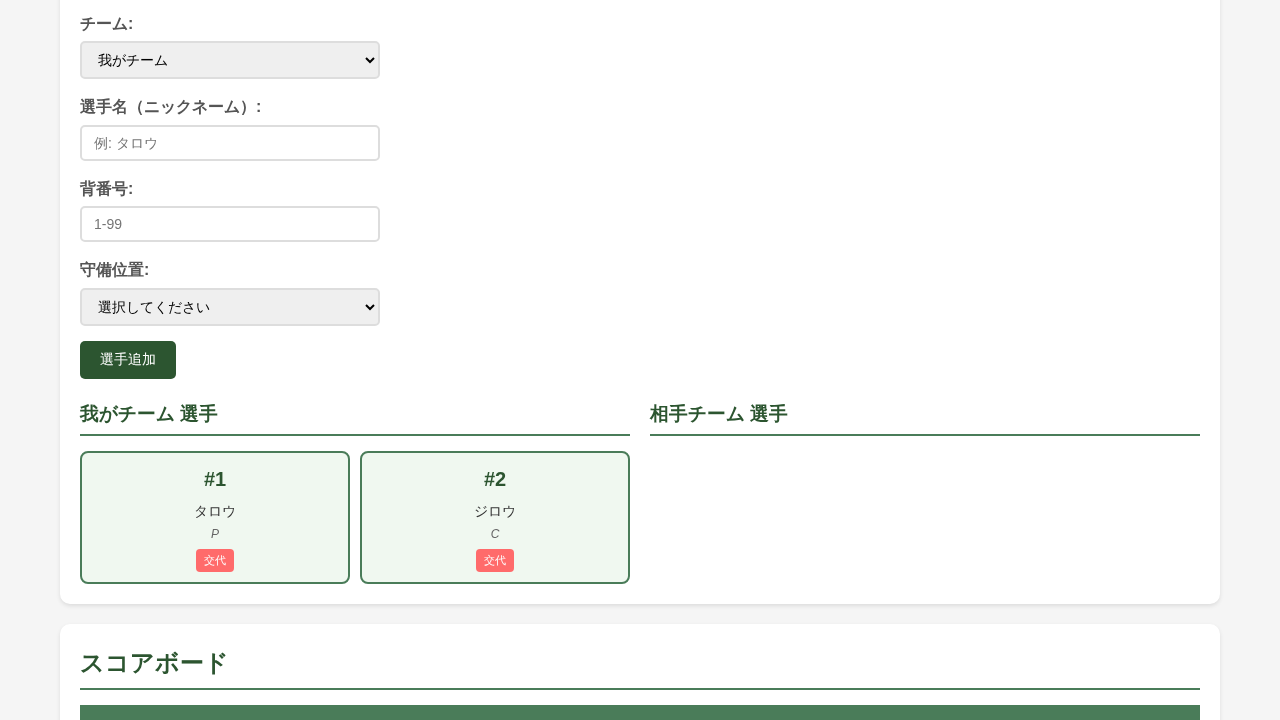 チーム:
我がチーム
選手名（ニックネーム）:
例: タロウ
背番号:
1-99
守備位置:
選択してください
選手追加
我がチーム 選手
相手チーム 選手
#1
タロウ
P
交代
#2
ジロウ
C
交代
スコアボード